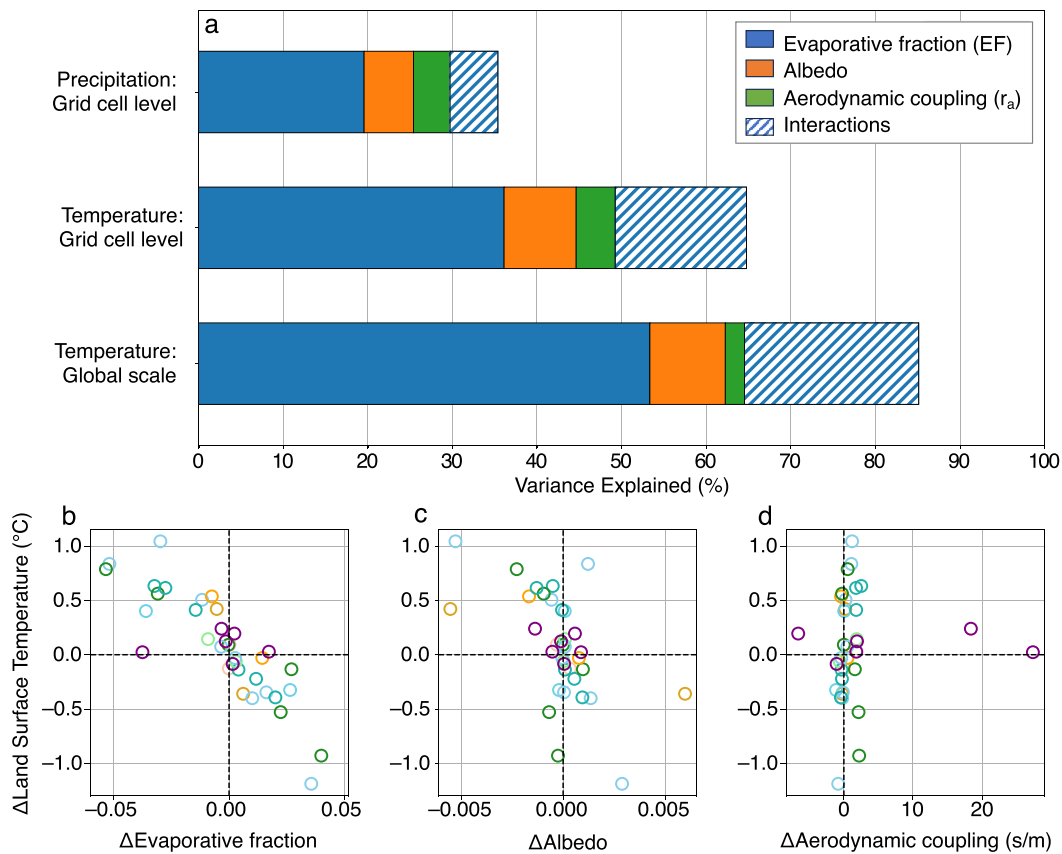 a
Evaporative fraction (EF)
Albedo
Aerodynamic coupling (rₐ)
Interactions
Precipitation:
Grid cell level
Temperature:
Grid cell level
Temperature:
Global scale
0 10 20 30 40 50 60 70 80 90 100
Variance Explained (%)
b c d
ΔLand Surface Temperature (°C)
1.0 1.0 1.0
0.5 0.5 0.5
0.0 0.0 0.0
−0.5 −0.5 −0.5
−1.0 −1.0 −1.0
−0.05 0.00 0.05 −0.005 0.000 0.005 0 10 20
ΔEvaporative fraction ΔAlbedo ΔAerodynamic coupling (s/m)